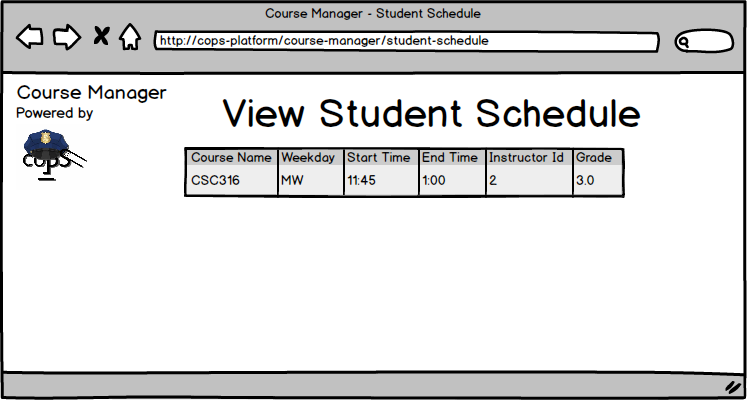 Course Manager - Student Schedule
http://cops-platform/course-manager/student-schedule
Course Manager
Powered by
cops
View Student Schedule
Course Name Weekday Start Time End Time Instructor Id Grade
CSC316 MW 11:45 1:00 2 3.0